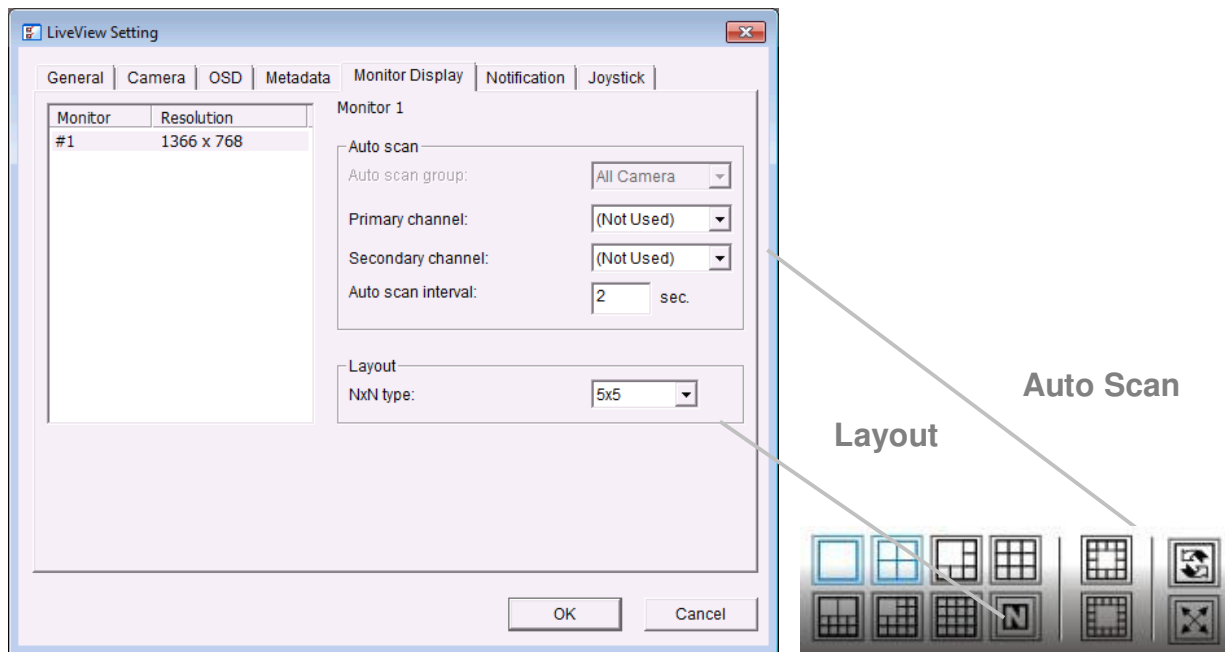 LiveView Setting
General Camera OSD Metadata Monitor Display Notification Joystick
Monitor Resolution
#1 1366 x 768
Monitor 1
Auto scan
Auto scan group: All Camera
Primary channel: (Not Used)
Secondary channel: (Not Used)
Auto scan interval: 2 sec.
Layout
NxN type: 5x5
OK Cancel
Auto Scan
Layout
N